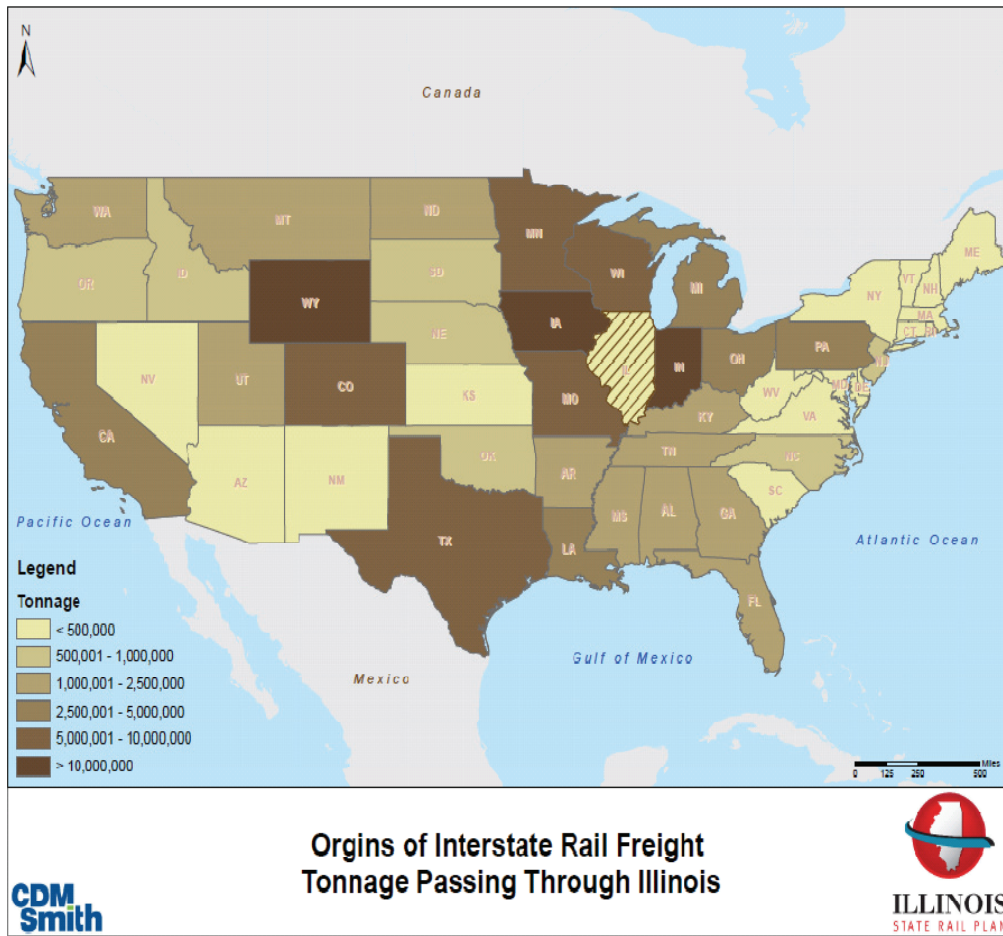 N
Canada
WA
MT
ND
MN
ME
OR
ID
SD
WI
MI
NY
VT
NH
WY
MA
CT
RI
IA
NE
PA
NJ
NV
UT
CO
IL
IN
OH
MD
DE
CA
KS
MO
WV
VA
KY
AZ
NM
OK
AR
TN
NC
SC
MS
AL
GA
TX
LA
FL
Pacific Ocean
Atlantic Ocean
Gulf of Mexico
Mexico
Legend
Tonnage
< 500,000
500,001 - 1,000,000
1,000,001 - 2,500,000
2,500,001 - 5,000,000
5,000,001 - 10,000,000
> 10,000,000
Miles
0 125 250 500
Orgins of Interstate Rail Freight
Tonnage Passing Through Illinois
CDM
Smith
ILLINOIS
STATE RAIL PLAN